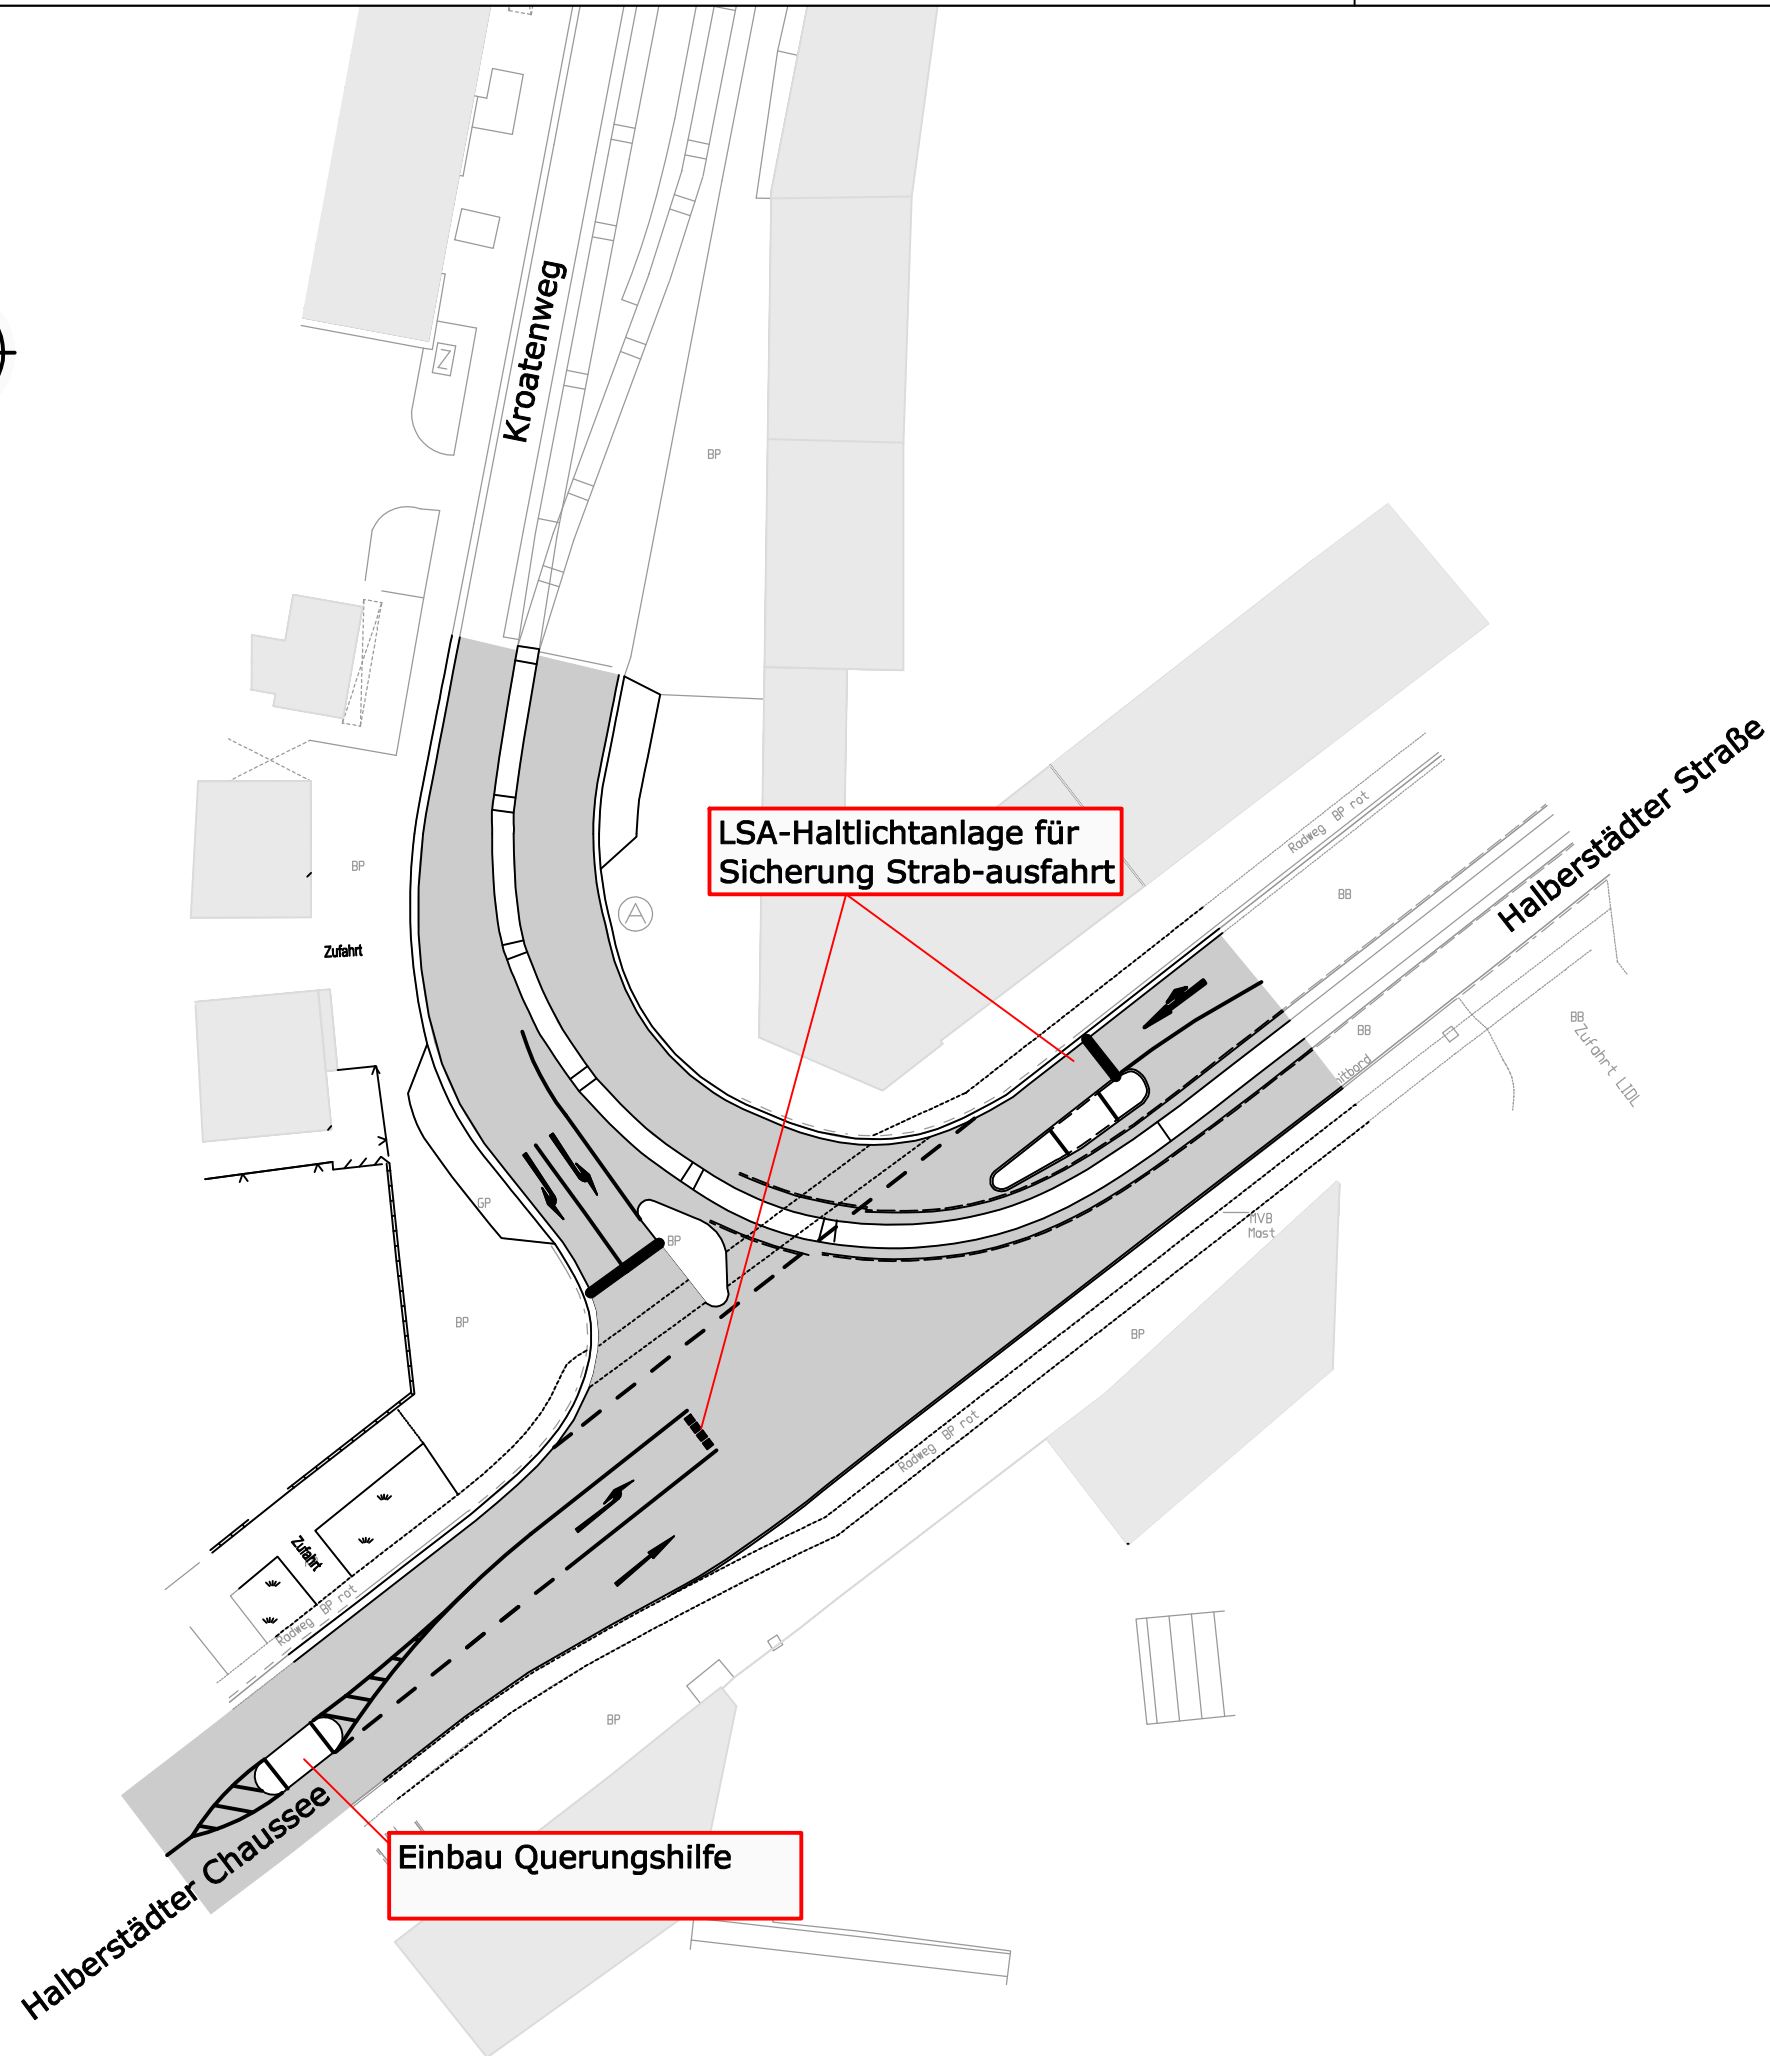 Kroatenweg
Z
BP
LSA-Haltlichtanlage für
Sicherung Strab-ausfahrt
Halberstädter Straße
Radweg BP rot
BP
BB
A
Zufahrt
BB
BB
Zufahrt LIDL
GP
BP
MVB
Mast
BP
BP
Radweg BP rot
Zufahrt
Radweg BP rot
BP
Halberstädter Chaussee
Einbau Querungshilfe